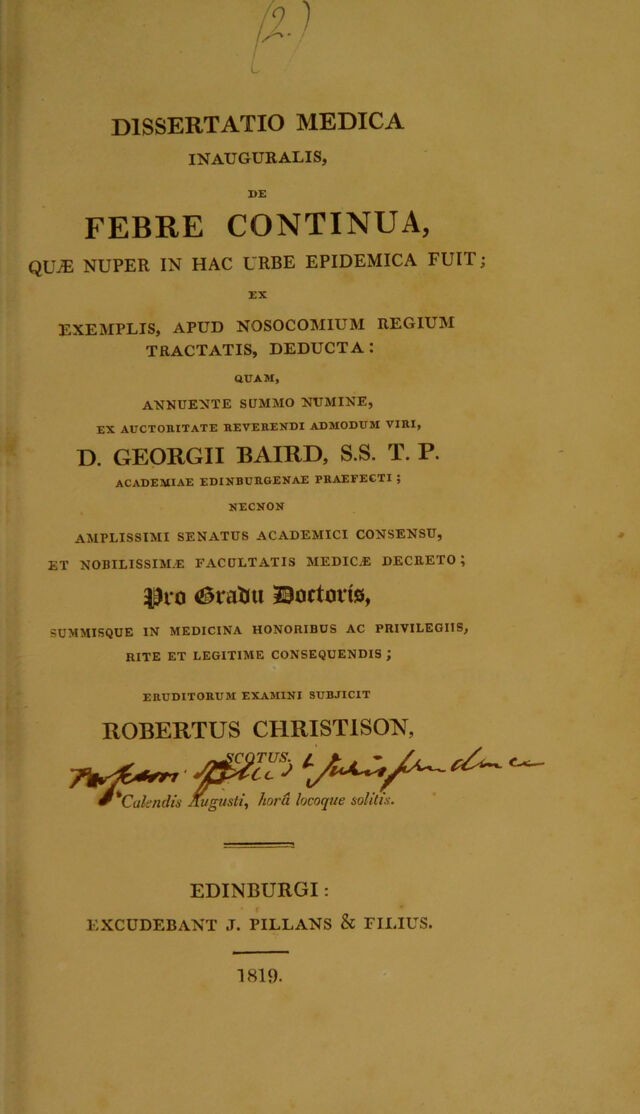 (2.)
DISSERTATIO MEDICA
INAUGURALIS,
DE
FEBRE CONTINUA,
QUÆ NUPER IN HAC URBE EPIDEMICA FUIT;
EX
EXEMPLIS, APUD NOSOCOMIUM REGIUM
TRACTATIS, DEDUCTA:
QUAM,
ANNUENTE SUMMO NUMINE,
EX AUCTORITATE REVERENDI ADMODUM VIRI,
D. GEORGII BAIRD, S.S. T. P.
ACADEMIAE EDINBURGENAE PRAEFECTI;
NECNON
AMPLISSIMI SENATUS ACADEMICI CONSENSU,
ET NOBILISSIMÆ FACULTATIS MEDICÆ DECRETO;
Pro Gradu Doctoris,
SUMMISQUE IN MEDICINA HONORIBUS AC PRIVILEGIIS,
RITE ET LEGITIME CONSEQUENDIS;
ERUDITORUM EXAMINI SUBJICIT
ROBERTUS CHRISTISON,
SCOTUS.
Calendis Augusti, horâ locoque solitis.
EDINBURGI:
EXCUDEBANT J. PILLANS & FILIUS.
1819.